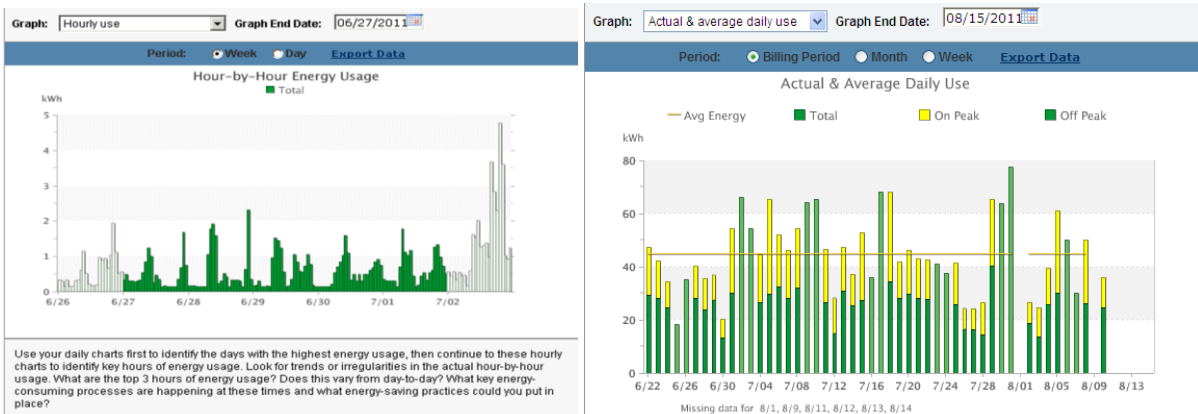 Graph: Hourly use Graph End Date: 06/27/2011
Period: Week Day Export Data
Hour-by-Hour Energy Usage
Total
kWh
5
4
3
2
1
0
6/26 6/27 6/28 6/29 6/30 7/01 7/02
Use your daily charts first to identify the days with the highest energy usage, then continue to these hourly
charts to identify key hours of energy usage. Look for trends or irregularities in the actual hour-by-hour
usage. What are the top 3 hours of energy usage? Does this vary from day-to-day? What key energy-
consuming processes are happening at these times and what energy-saving practices could you put in
place?
Graph: Actual & average daily use Graph End Date: 08/15/2011
Period: Billing Period Month Week Export Data
Actual & Average Daily Use
Avg Energy Total On Peak Off Peak
kWh
80
60
40
20
0
6/22 6/26 6/30 7/04 7/08 7/12 7/16 7/20 7/24 7/28 8/01 8/05 8/09 8/13
Missing data for 8/1, 8/9, 8/11, 8/12, 8/13, 8/14